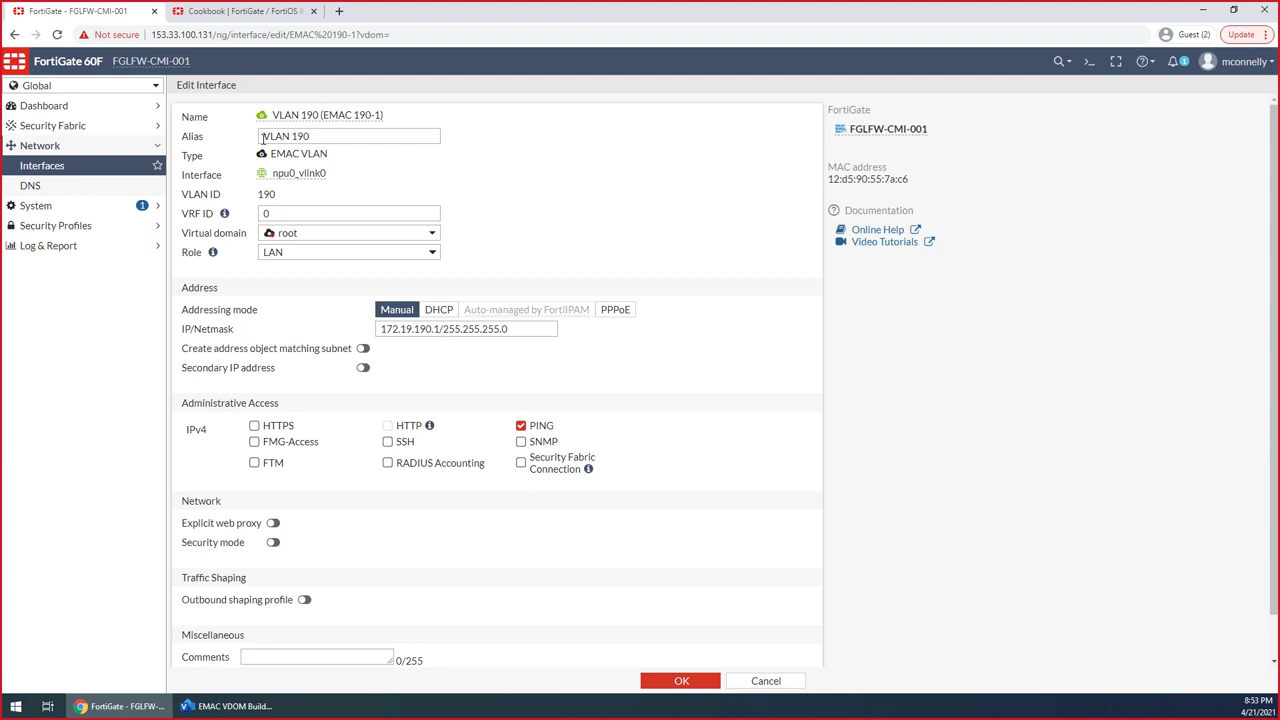 FortiGate - FGLFW-CMI-001
Cookbook | FortiGate / FortiOS 6
Not secure
153.33.100.131/ng/interface/edit/EMAC%20190-1?vdom=
Guest (2)
Update
FortiGate 60F
FGLFW-CMI-001
1
mconnelly
Global
Dashboard
Security Fabric
Network
Interfaces
DNS
System
1
Security Profiles
Log & Report
Edit Interface
Name
VLAN 190 (EMAC 190-1)
Alias
VLAN 190
Type
EMAC VLAN
Interface
npu0_vlink0
VLAN ID
190
VRF ID
0
Virtual domain
root
Role
LAN
Address
Addressing mode
Manual
DHCP
Auto-managed by FortiIPAM
PPPoE
IP/Netmask
172.19.190.1/255.255.255.0
Create address object matching subnet
Secondary IP address
Administrative Access
IPv4
HTTPS
HTTP
PING
FMG-Access
SSH
SNMP
FTM
RADIUS Accounting
Security Fabric
Connection
Network
Explicit web proxy
Security mode
Traffic Shaping
Outbound shaping profile
Miscellaneous
Comments
0/255
OK
Cancel
FortiGate
FGLFW-CMI-001
MAC address
12:d5:90:55:7a:c6
Documentation
Online Help
Video Tutorials
FortiGate - FGLFW-...
EMAC VDOM Build...
8:53 PM
4/21/2021